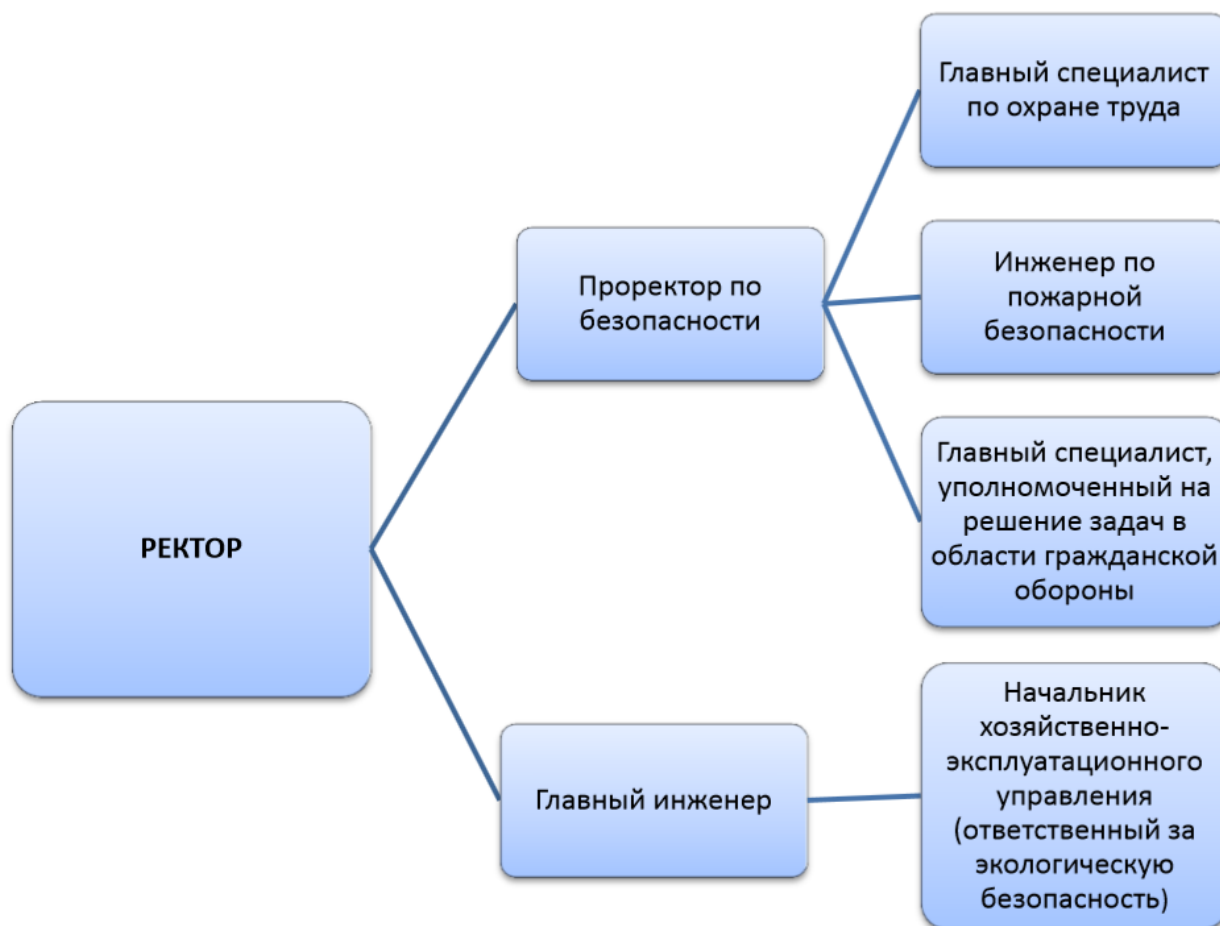 РЕКТОР
Проректор по
безопасности
Главный специалист
по охране труда
Инженер по
пожарной
безопасности
Главный специалист,
уполномоченный на
решение задач в
области гражданской
обороны
Главный инженер
Начальник
хозяйственно-
эксплуатационного
управления
(ответственный за
экологическую
безопасность)